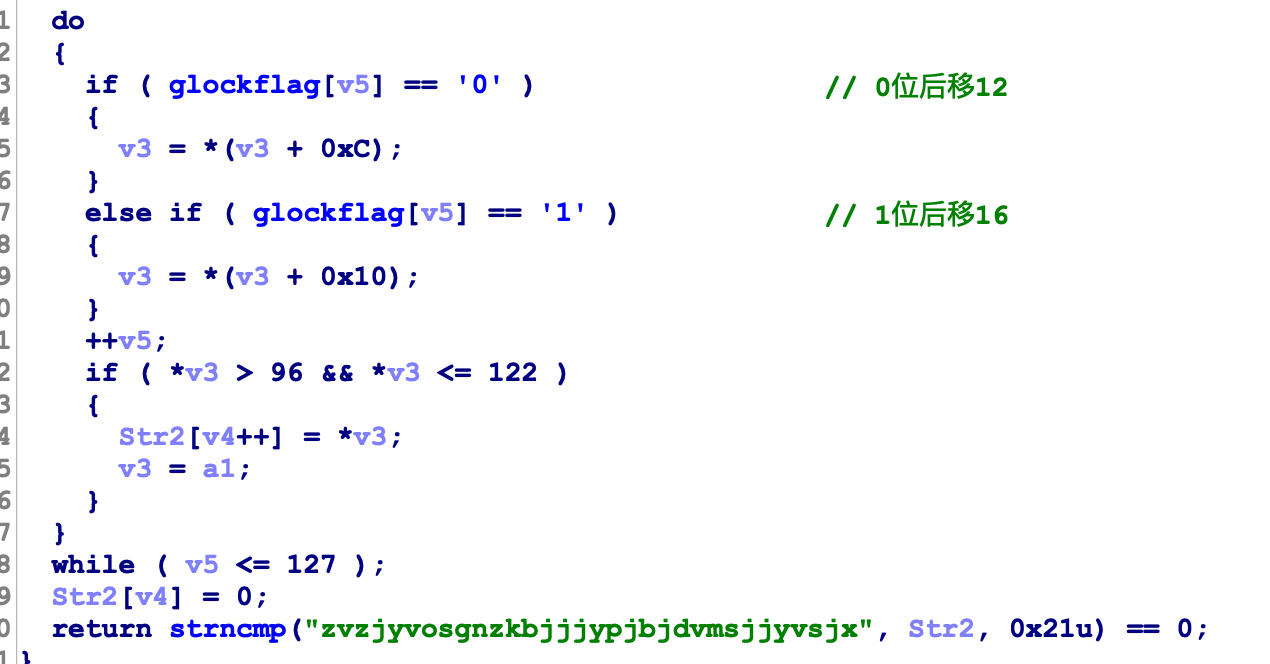 1 do
2 {
3 if ( glockflag[v5] == '0' ) // 0位后移12
4 {
5 v3 = *(v3 + 0xC);
6 }
7 else if ( glockflag[v5] == '1' ) // 1位后移16
8 {
9 v3 = *(v3 + 0x10);
0 }
1 ++v5;
2 if ( *v3 > 96 && *v3 <= 122 )
3 {
4 Str2[v4++] = *v3;
5 v3 = a1;
6 }
7 }
8 while ( v5 <= 127 );
9 Str2[v4] = 0;
0 return strncmp("zvzjyvosgnzkbjjjypjbjdvmsjjyvsjx", Str2, 0x21u) == 0;
1 }